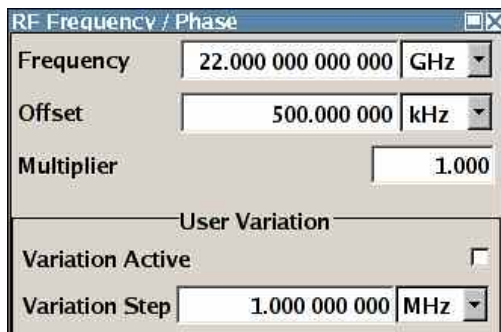 RF Frequency / Phase
Frequency 22.000 000 000 000 GHz
Offset 500.000 000 kHz
Multiplier 1.000
User Variation
Variation Active
Variation Step 1.000 000 000 MHz